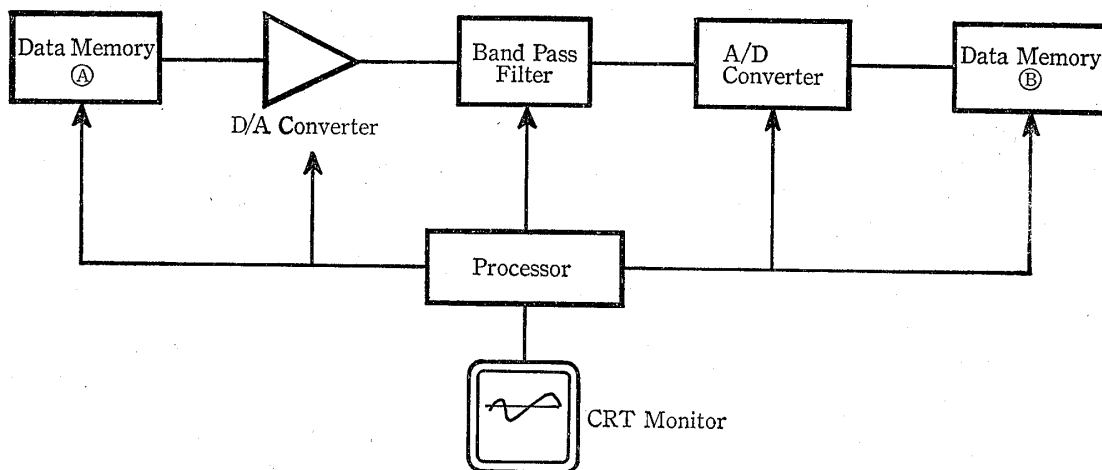 Data Memory
Ⓐ
D/A Converter
Band Pass
Filter
A/D
Converter
Data Memory
Ⓑ
Processor
CRT Monitor